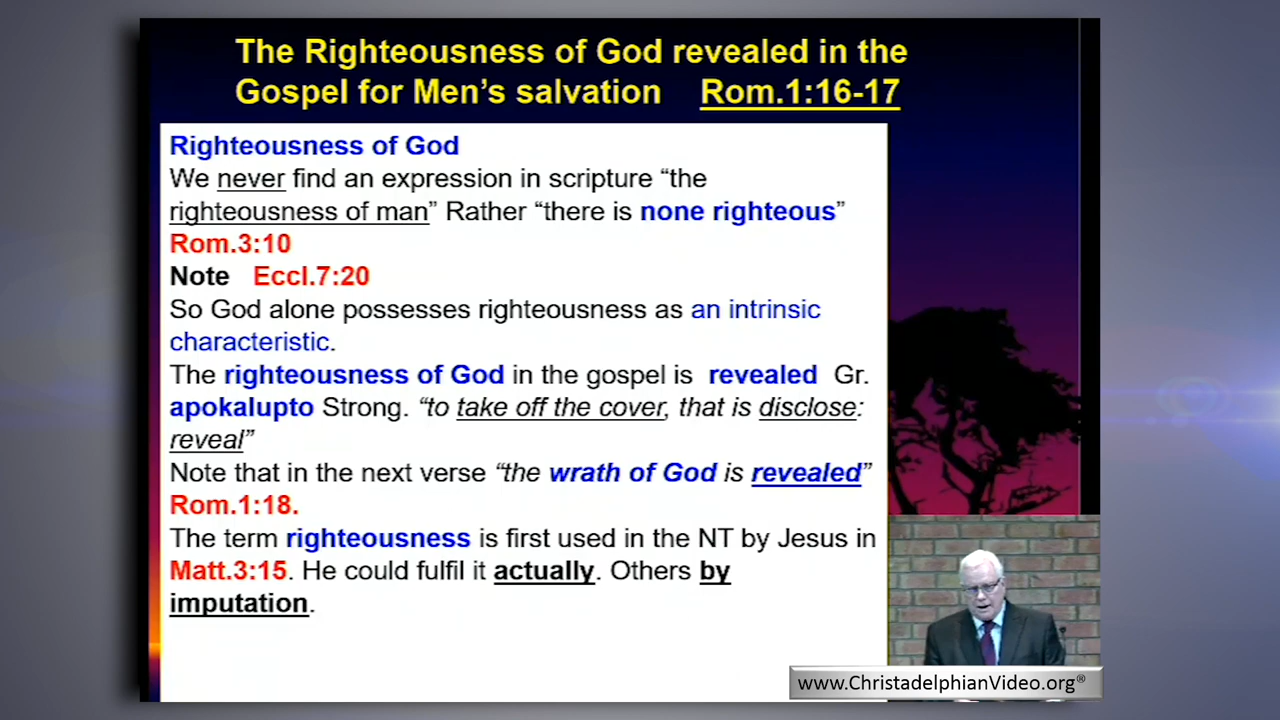 The Righteousness of God revealed in the
Gospel for Men’s salvation Rom.1:16-17
Righteousness of God
We never find an expression in scripture “the
righteousness of man” Rather “there is none righteous”
Rom.3:10
Note Eccl.7:20
So God alone possesses righteousness as an intrinsic
characteristic.
The righteousness of God in the gospel is revealed Gr.
apokalupto Strong. “to take off the cover, that is disclose:
reveal”
Note that in the next verse “the wrath of God is revealed”
Rom.1:18.
The term righteousness is first used in the NT by Jesus in
Matt.3:15. He could fulfil it actually. Others by
imputation.
www.ChristadelphianVideo.org®